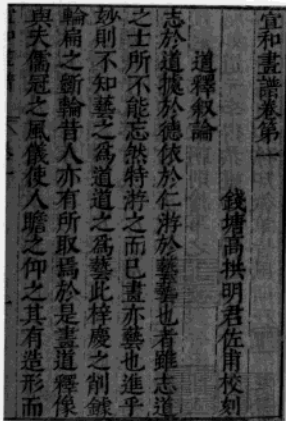 宣和畫譜卷第一
錢塘高拱明君佐甫校刻
道釋叙論
志於道據於德依於仁游於藝藝也者雖志道
之士所不能忘然特游之而已畫亦藝也進乎
妙則不知藝之為道道之為藝此梓慶之削鐻
輪扁之斲輪昔人亦有所取焉於是畫道釋像
與夫儒冠之風儀使人瞻之仰之其有造形而